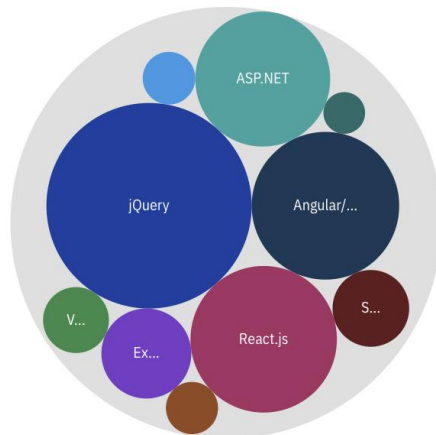 ASP.NET
jQuery
Angular/...
S...
V...
React.js
Ex...